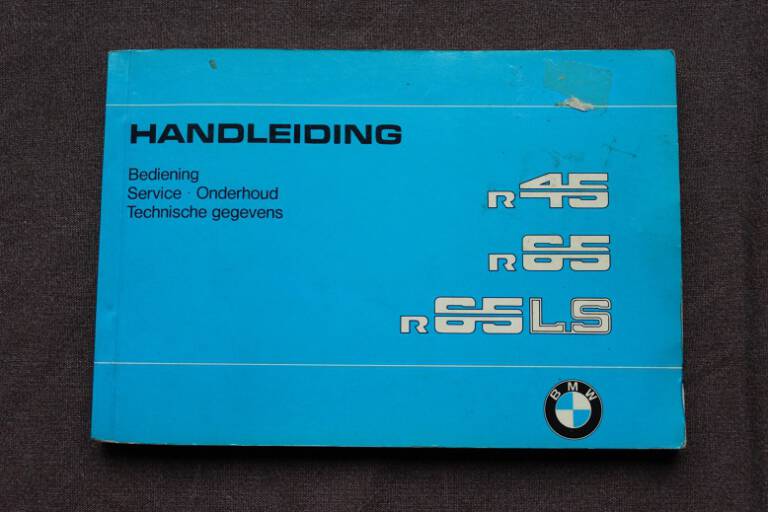 HANDLEIDING
Bediening
Service · Onderhoud
Technische gegevens
R45
R65
R65LS
BMW